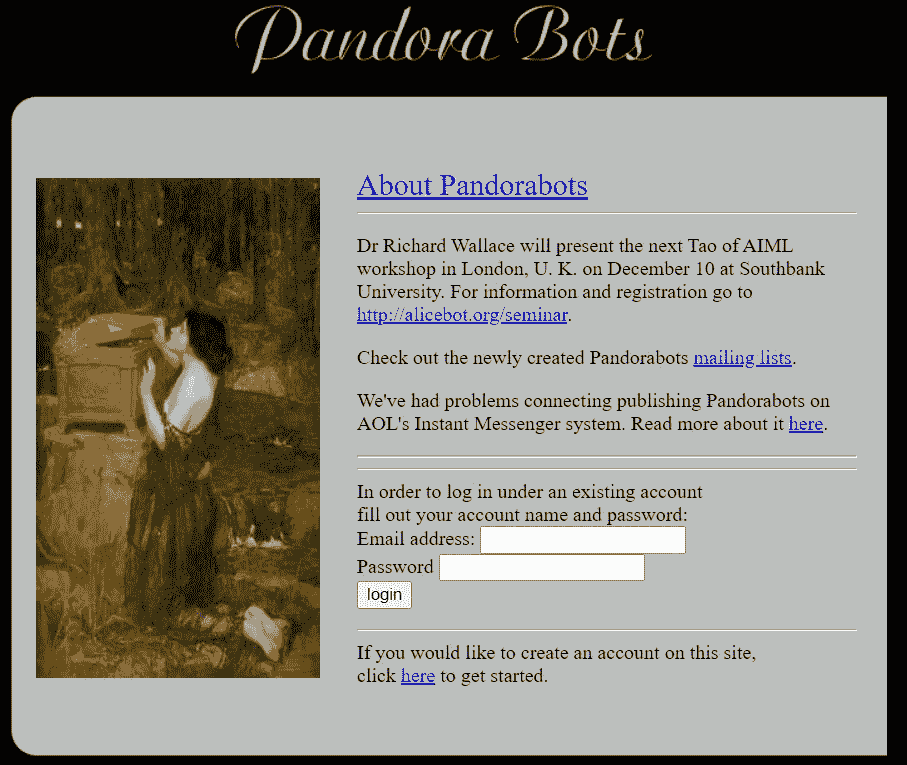 Pandora Bots
About Pandorabots
Dr Richard Wallace will present the next Tao of AIML
workshop in London, U. K. on December 10 at Southbank
University. For information and registration go to
http://alicebot.org/seminar.
Check out the newly created Pandorabots mailing lists.
We've had problems connecting publishing Pandorabots on
AOL's Instant Messenger system. Read more about it here.
In order to log in under an existing account
fill out your account name and password:
Email address:
Password
login
If you would like to create an account on this site,
click here to get started.